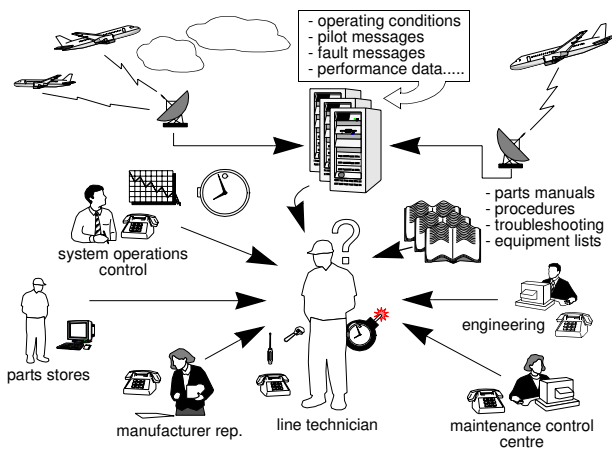 - operating conditions
- pilot messages
- fault messages
- performance data.....
- parts manuals
- procedures
- troubleshooting
- equipment lists
system operations
control
?
engineering
parts stores
manufacturer rep.
line technician
maintenance control
centre